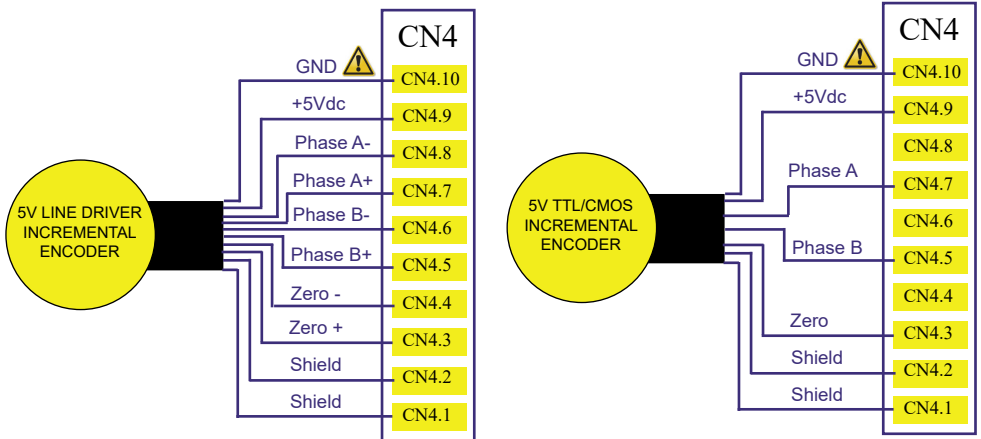 CN4
GND
CN4.10
+5Vdc
CN4.9
Phase A-
CN4.8
Phase A+
CN4.7
Phase B-
CN4.6
Phase B+
CN4.5
Zero -
CN4.4
Zero +
CN4.3
Shield
CN4.2
Shield
CN4.1
5V LINE DRIVER
INCREMENTAL
ENCODER
CN4
GND
CN4.10
+5Vdc
CN4.9
CN4.8
Phase A
CN4.7
CN4.6
Phase B
CN4.5
CN4.4
Zero
CN4.3
Shield
CN4.2
Shield
CN4.1
5V TTL/CMOS
INCREMENTAL
ENCODER